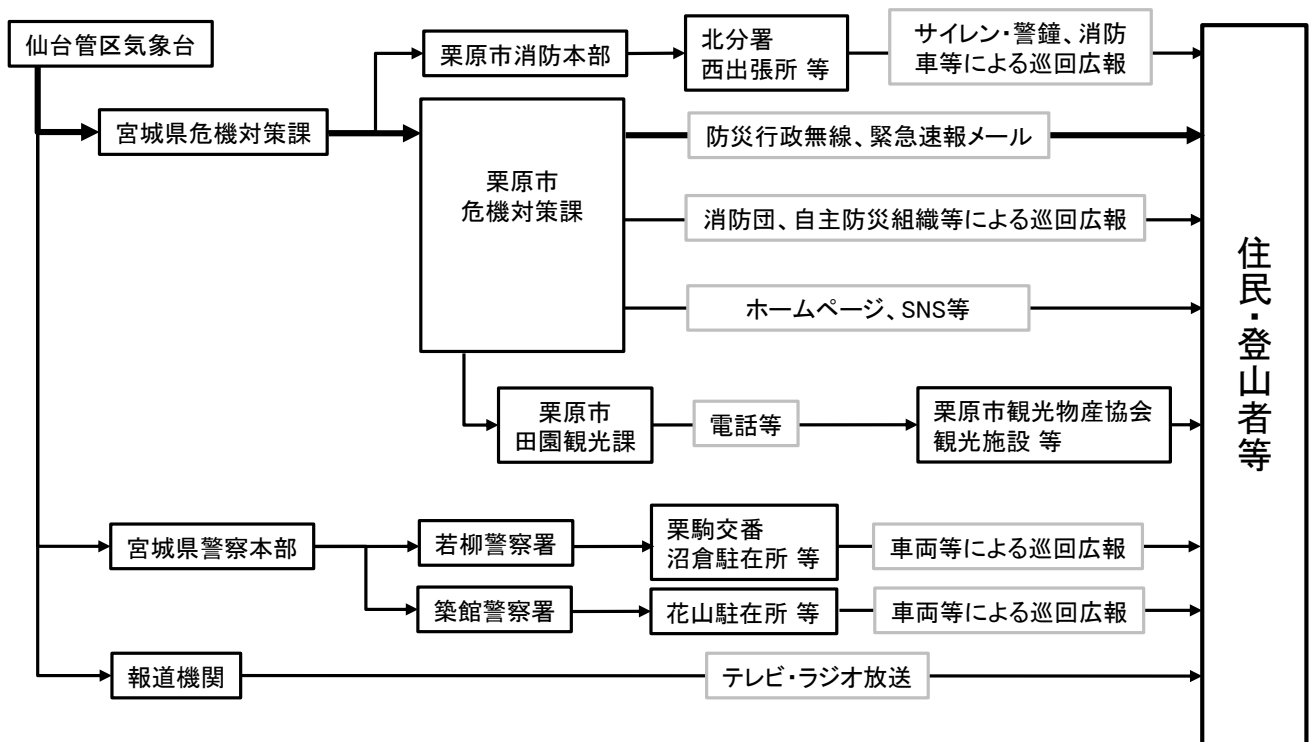 仙台管区気象台
宮城県危機対策課
栗原市消防本部
北分署
西出張所 等
サイレン・警鐘、消防
車等による巡回広報
栗原市
危機対策課
防災行政無線、緊急速報メール
消防団、自主防災組織等による巡回広報
ホームページ、SNS等
栗原市
田園観光課
電話等
栗原市観光物産協会
観光施設 等
宮城県警察本部
若柳警察署
栗駒交番
沼倉駐在所 等
車両等による巡回広報
築館警察署
花山駐在所 等
車両等による巡回広報
報道機関
テレビ・ラジオ放送
住民・登山者等